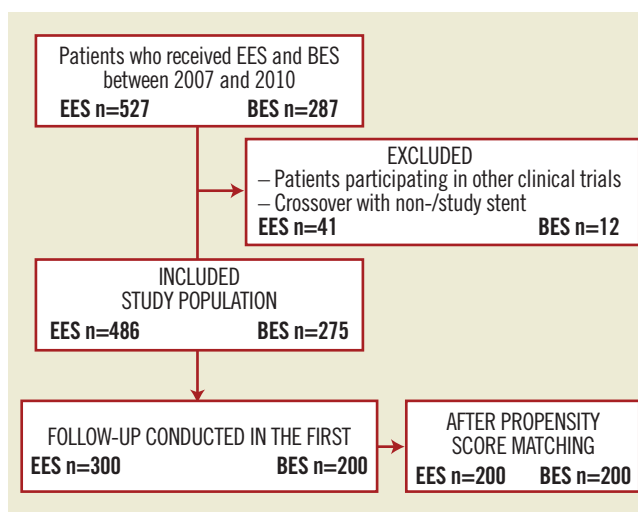 Patients who received EES and BES
between 2007 and 2010
EES n=527 BES n=287
EXCLUDED
– Patients participating in other clinical trials
– Crossover with non-/study stent
EES n=41 BES n=12
INCLUDED
STUDY POPULATION
EES n=486 BES n=275
FOLLOW-UP CONDUCTED IN THE FIRST
EES n=300 BES n=200
AFTER PROPENSITY
SCORE MATCHING
EES n=200 BES n=200